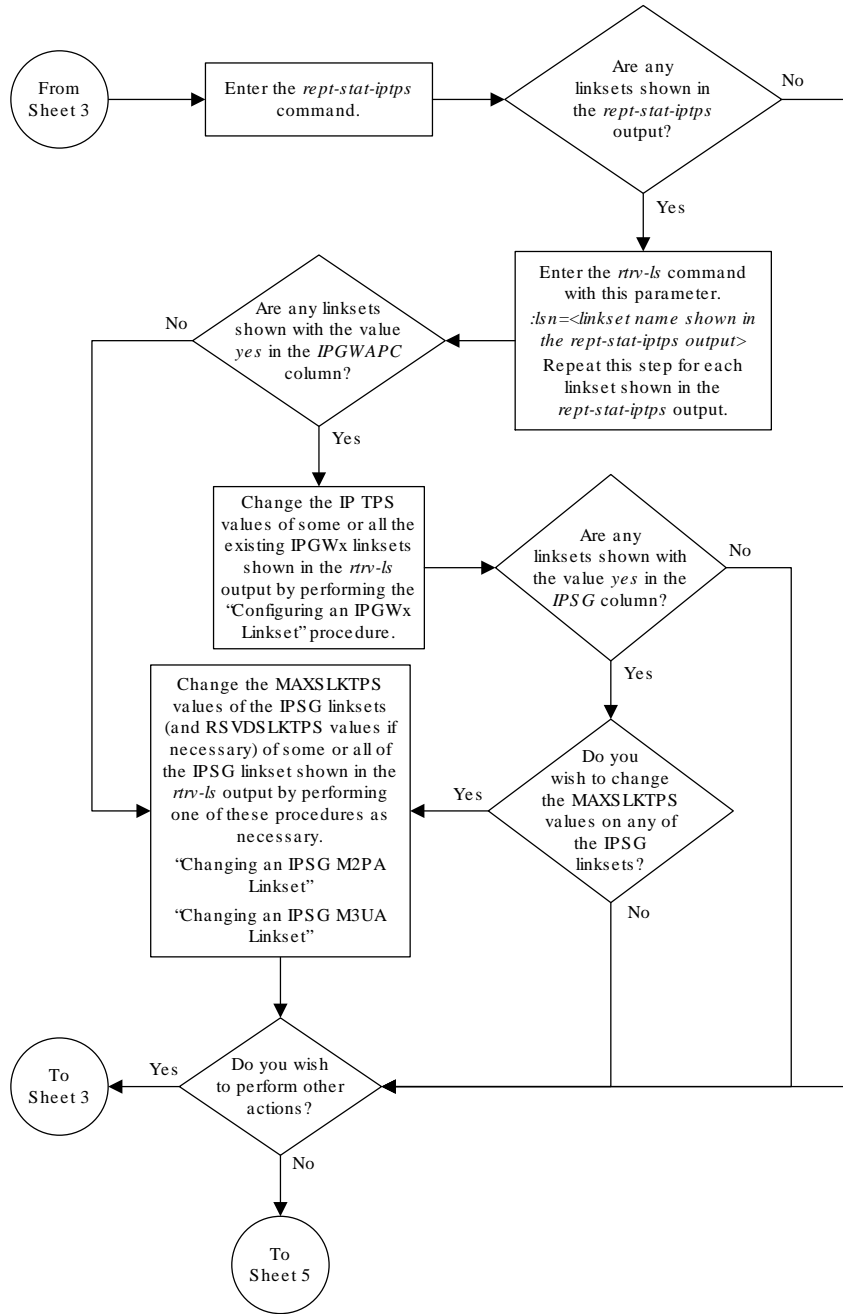 From
Sheet 3
Enter the rept-stat-iptps
command.
Are any
linksets shown in
the rept-stat-iptps
output?
No
Yes
Enter the rtrv-ls command
with this parameter.
:lsn=<linkset name shown in
the rept-stat-iptps output>
Repeat this step for each
linkset shown in the
rept-stat-iptps output.
Are any linksets
shown with the value
yes in the IPGWAPC
column?
No
Yes
Change the IP TPS
values of some or all the
existing IPGWx linksets
shown in the rtrv-ls
output by performing the
“Configuring an IPGWx
Linkset” procedure.
Are any
linksets shown with
the value yes in the
IPSG column?
No
Yes
Change the MAXSLKTPS
values of the IPSG linksets
(and RSVDSLKTPS values if
necessary) of some or all of
the IPSG linkset shown in the
rtrv-ls output by performing
one of these procedures as
necessary.
“Changing an IPSG M2PA
Linkset”
“Changing an IPSG M3UA
Linkset”
Do you
wish to change
the MAXSLKTPS
values on any of
the IPSG
linksets?
Yes
No
Do you wish
to perform other
actions?
Yes
To
Sheet 3
No
To
Sheet 5